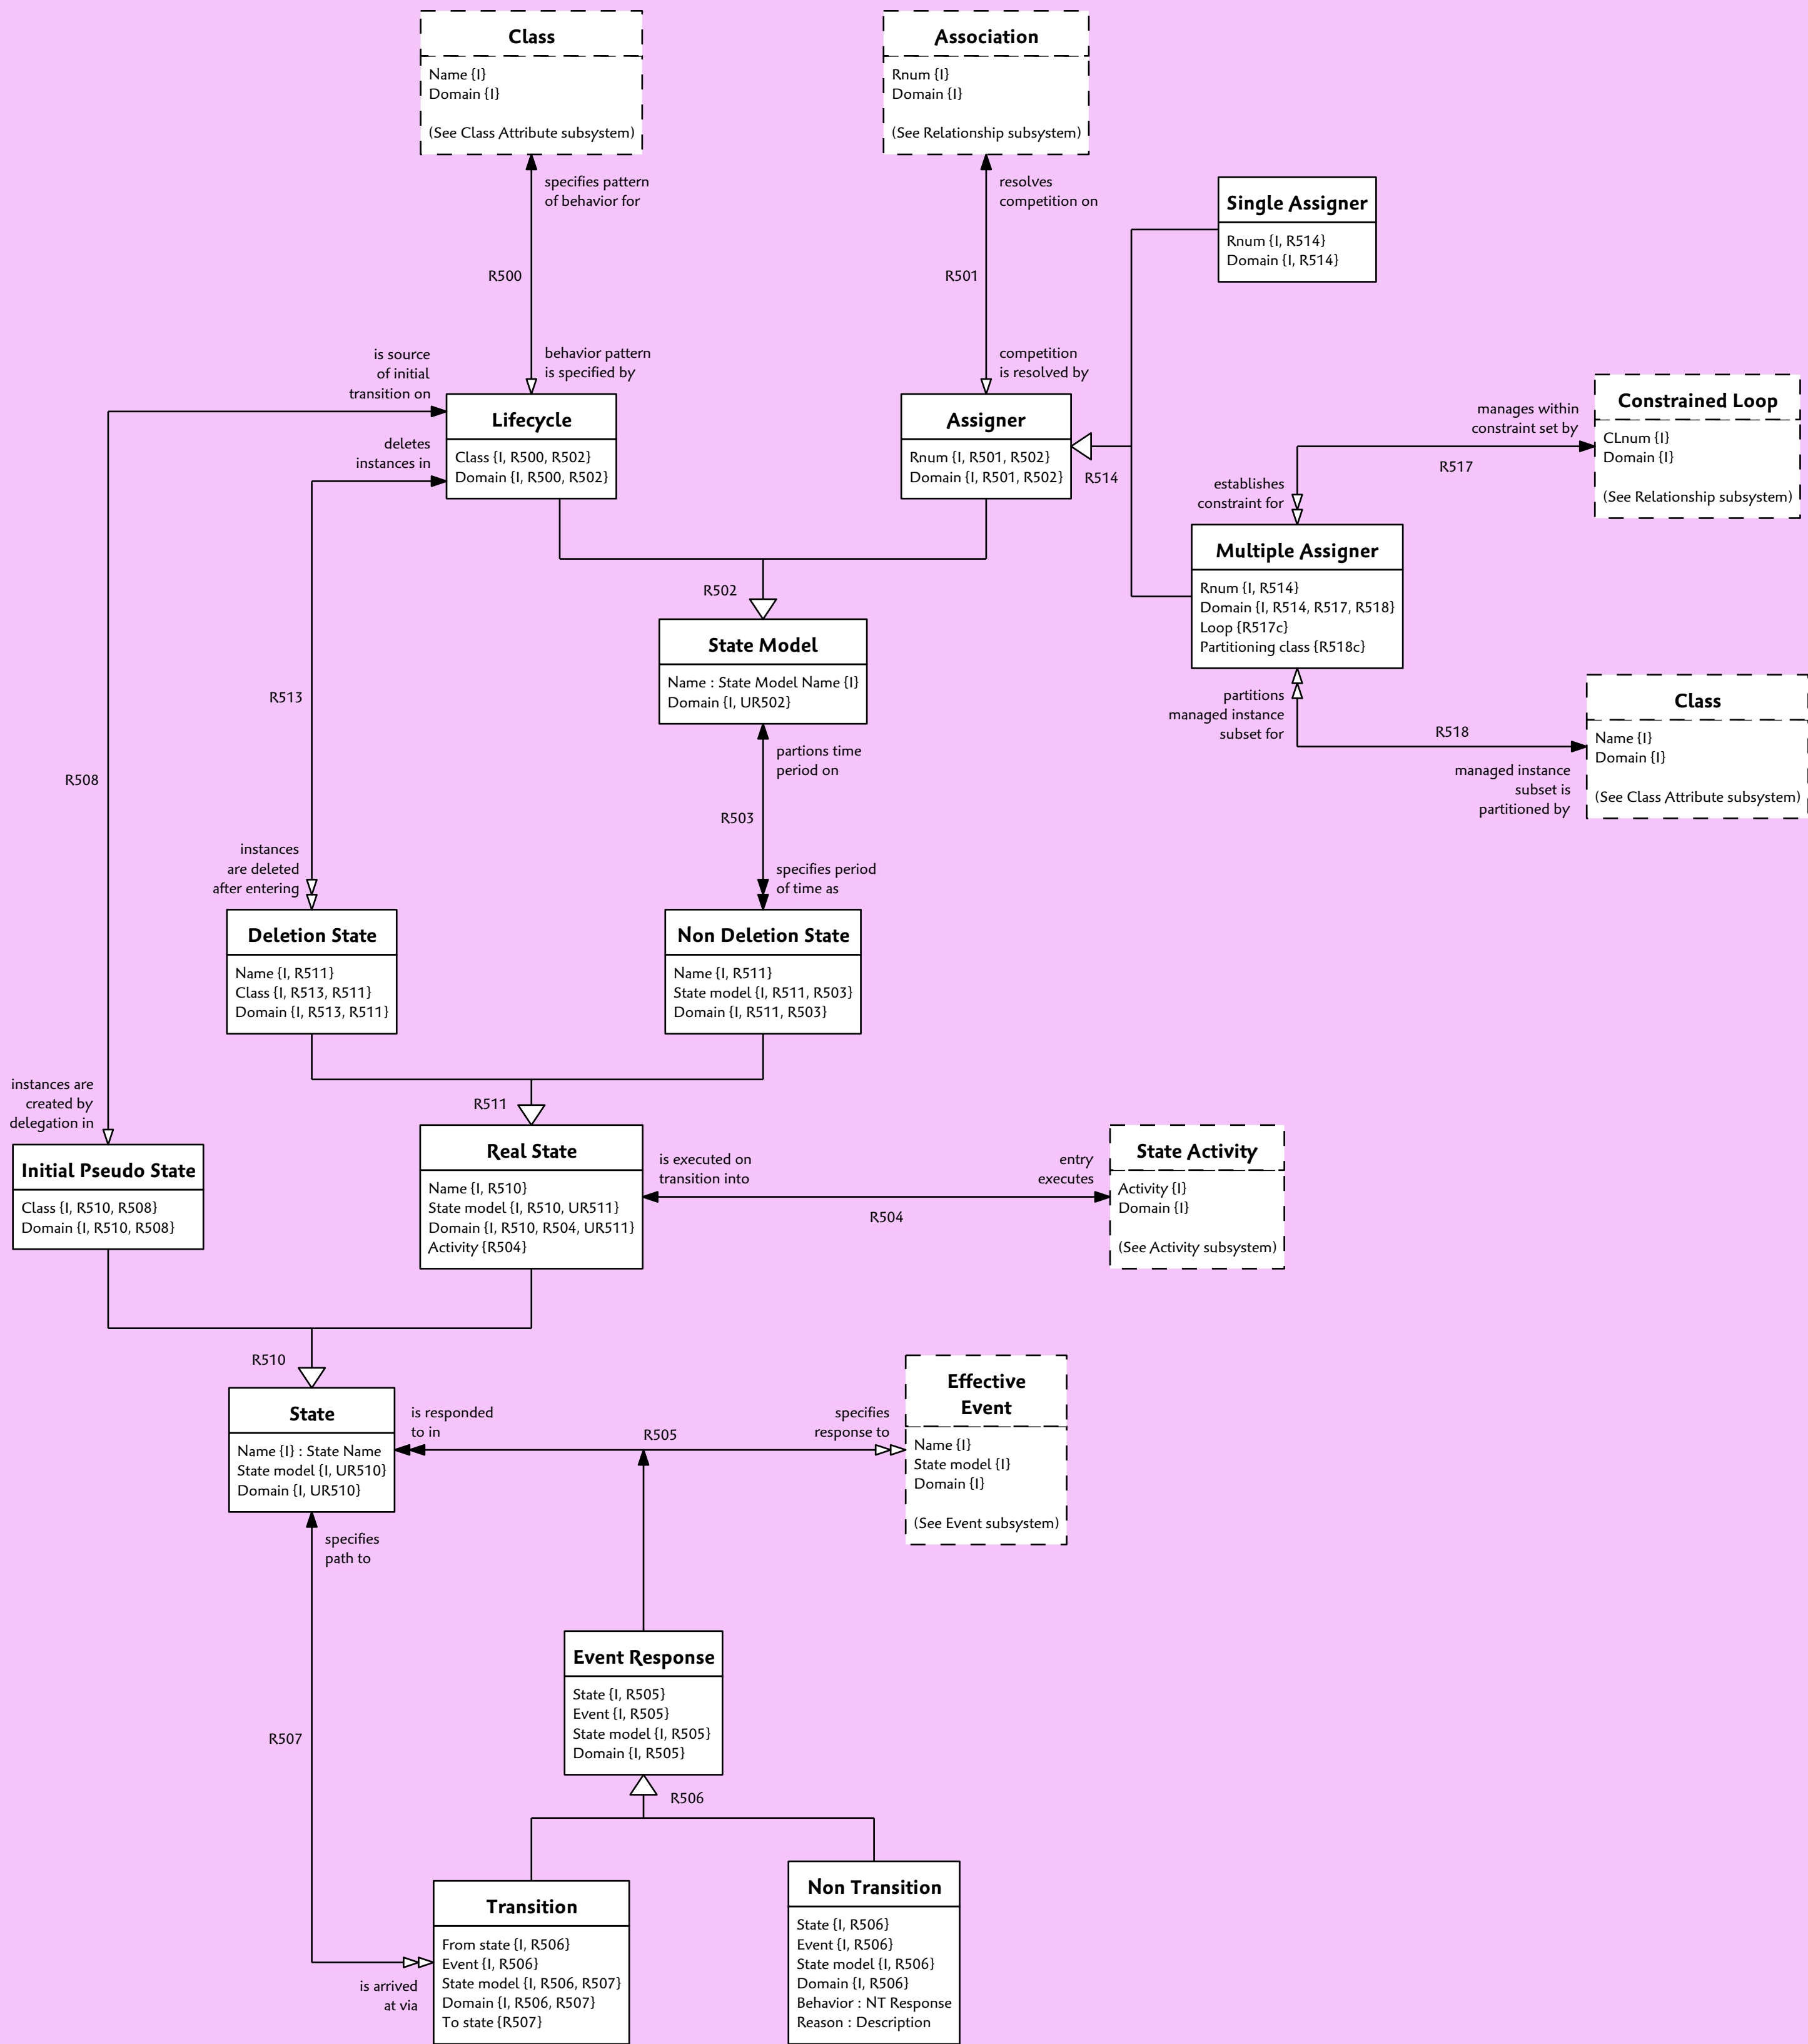 Class
Name {I}
Domain {I}
(See Class Attribute subsystem)
Association
Rnum {I}
Domain {I}
(See Relationship subsystem)
specifies pattern
of behavior for
R500
behavior pattern
is specified by
resolves
competition on
R501
competition
is resolved by
Single Assigner
Rnum {I, R514}
Domain {I, R514}
is source
of initial
transition on
deletes
instances in
Lifecycle
Class {I, R500, R502}
Domain {I, R500, R502}
Assigner
Rnum {I, R501, R502}
Domain {I, R501, R502}
R514
manages within
constraint set by
R517
establishes
constraint for
Constrained Loop
CLnum {I}
Domain {I}
(See Relationship subsystem)
Multiple Assigner
Rnum {I, R514}
Domain {I, R514, R517, R518}
Loop {R517c}
Partitioning class {R518c}
R502
State Model
Name : State Model Name {I}
Domain {I, UR502}
partitions
managed instance
subset for
R518
managed instance
subset is
partitioned by
Class
Name {I}
Domain {I}
(See Class Attribute subsystem)
R513
R508
partions time
period on
R503
specifies period
of time as
instances
are deleted
after entering
Deletion State
Name {I, R511}
Class {I, R513, R511}
Domain {I, R513, R511}
Non Deletion State
Name {I, R511}
State model {I, R511, R503}
Domain {I, R511, R503}
instances are
created by
delegation in
R511
Initial Pseudo State
Class {I, R510, R508}
Domain {I, R510, R508}
Real State
Name {I, R510}
State model {I, R510, UR511}
Domain {I, R510, R504, UR511}
Activity {R504}
is executed on
transition into
entry
executes
R504
State Activity
Activity {I}
Domain {I}
(See Activity subsystem)
R510
State
Name {I} : State Name
State model {I, UR510}
Domain {I, UR510}
is responded
to in
R505
specifies
response to
Effective
Event
Name {I}
State model {I}
Domain {I}
(See Event subsystem)
specifies
path to
R507
Event Response
State {I, R505}
Event {I, R505}
State model {I, R505}
Domain {I, R505}
R506
is arrived
at via
Transition
From state {I, R506}
Event {I, R506}
State model {I, R506, R507}
Domain {I, R506, R507}
To state {R507}
Non Transition
State {I, R506}
Event {I, R506}
State model {I, R506}
Domain {I, R506}
Behavior : NT Response
Reason : Description